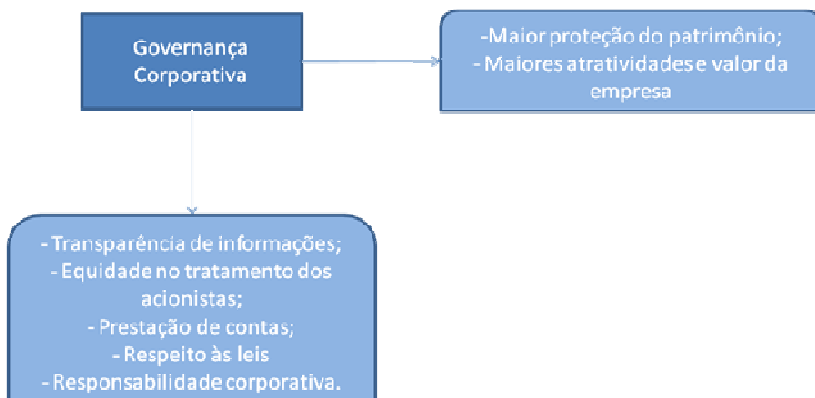 Governança
Corporativa
-Maior proteção do patrimônio;
- Maiores atratividades e valor da
empresa
- Transparência de informações;
- Equidade no tratamento dos
acionistas;
- Prestação de contas;
- Respeito às leis
- Responsabilidade corporativa.